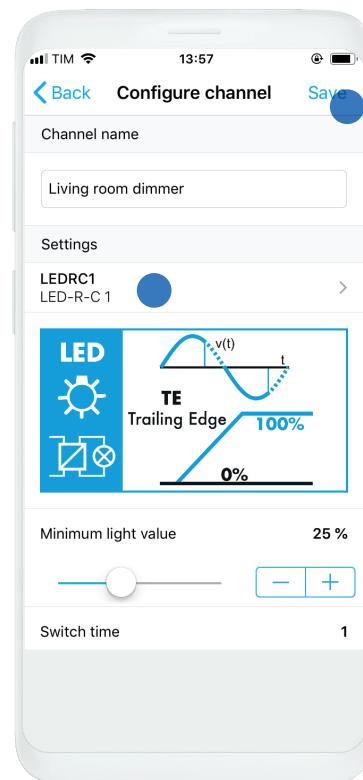 TIM 13:57
Back Configure channel Save
Channel name
Living room dimmer
Settings
LEDRC1
LED-R-C 1
LED
v(t)
t
TE
Trailing Edge
100%
0%
Minimum light value 25 %
− +
Switch time 1